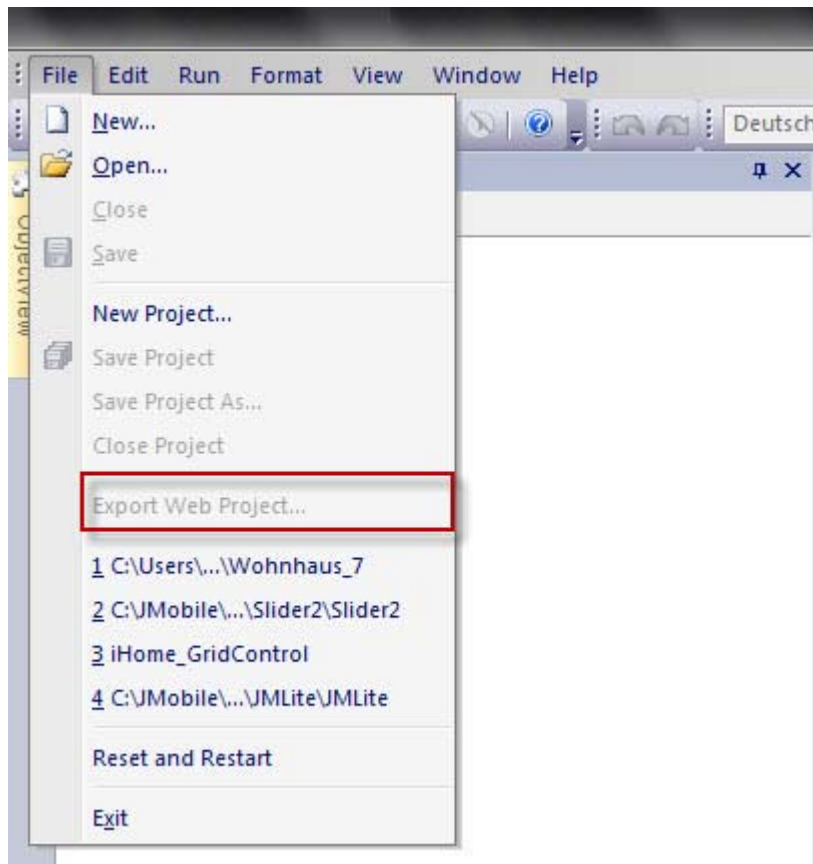 File Edit Run Format View Window Help
Deutsch
New...
Open...
Close
Save
ObjectView
New Project...
Save Project
Save Project As...
Close Project
Export Web Project...
1 C:\Users\...\Wohnhaus_7
2 C:\JMobile\...\Slider2\Slider2
3 iHome_GridControl
4 C:\JMobile\...\JMLite\JMLite
Reset and Restart
Exit